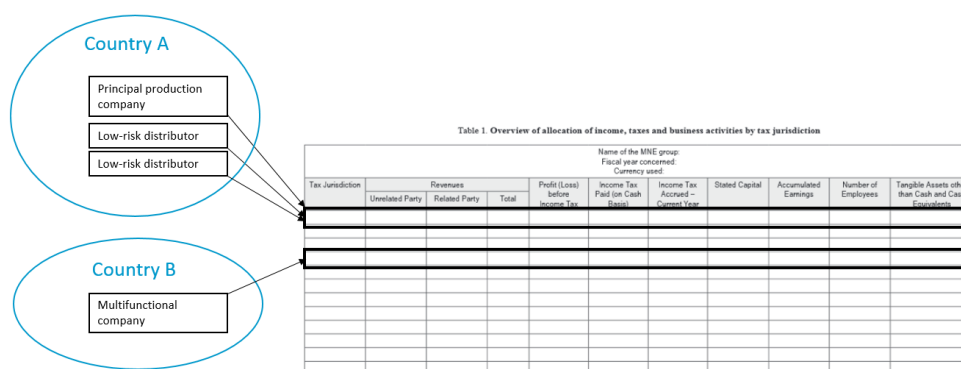 Country A
Principal production
company
Low-risk distributor
Low-risk distributor
Country B
Multifunctional
company
Table 1. Overview of allocation of income, taxes and business activities by tax jurisdiction
Name of the MNE group:
Fiscal year concerned:
Currency used:
Tax Jurisdiction
Revenues
Unrelated Party
Related Party
Total
Profit (Loss)
before
Income Tax
Income Tax
Paid (on Cash
Basis)
Income Tax
Accrued –
Current Year
Stated Capital
Accumulated
Earnings
Number of
Employees
Tangible Assets oth
than Cash and Cas
Equivalents